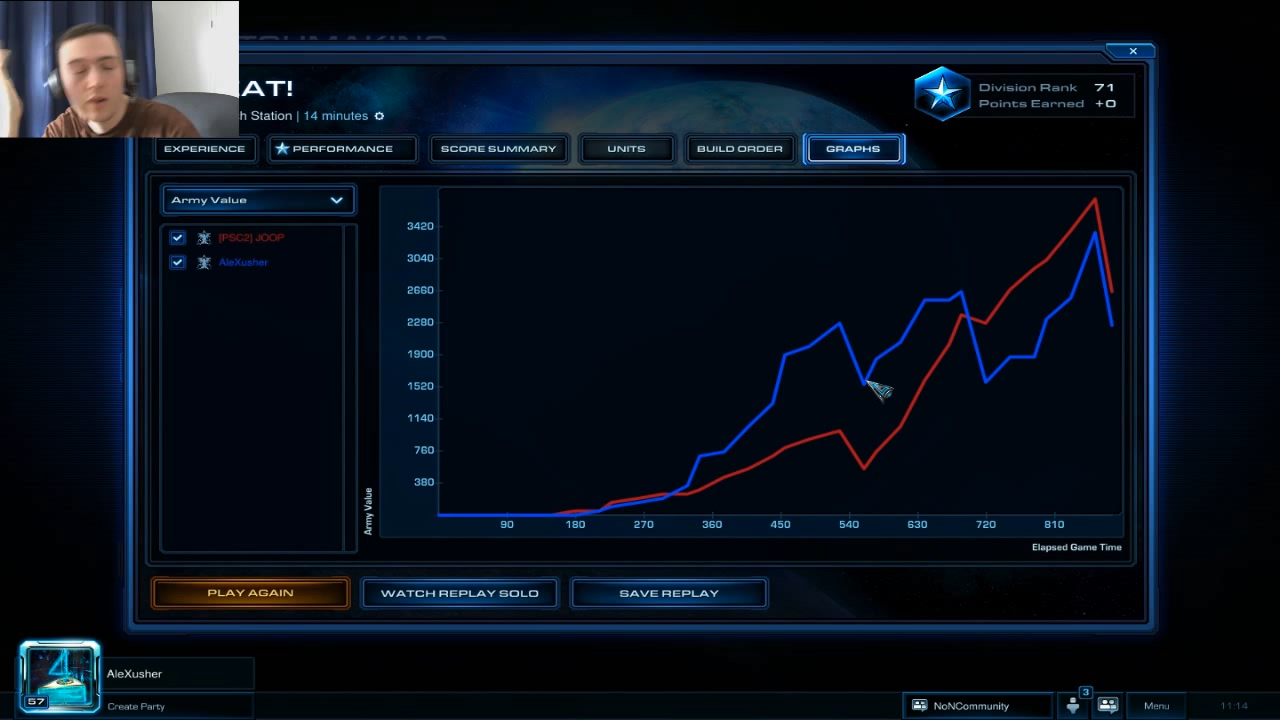 AT!
h Station | 14 minutes
Division Rank 71
Points Earned +0
EXPERIENCE
PERFORMANCE
SCORE SUMMARY
UNITS
BUILD ORDER
GRAPHS
Army Value
[PSC2] JOOP
AleXusher
3420
3040
2660
2280
1900
1520
1140
760
380
Army Value
90 180 270 360 450 540 630 720 810
Elapsed Game Time
PLAY AGAIN
WATCH REPLAY SOLO
SAVE REPLAY
57
AleXusher
Create Party
NoNCommunity
3
Menu
11:14